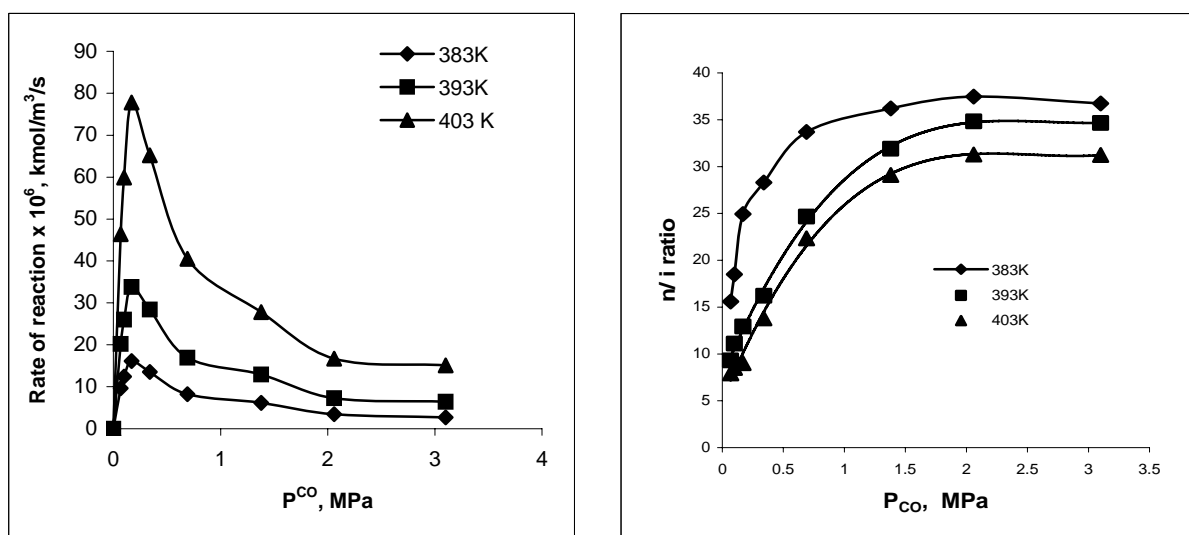 90
80
70
60
50
40
30
20
10
0
0 1 2 3 4
Rate of reaction x 10⁶, kmol/m³/s
P^CO, MPa
383K
393K
403 K
40
35
30
25
20
15
10
5
0
0 0.5 1 1.5 2 2.5 3 3.5
n/ i ratio
P_CO, MPa
383K
393K
403K